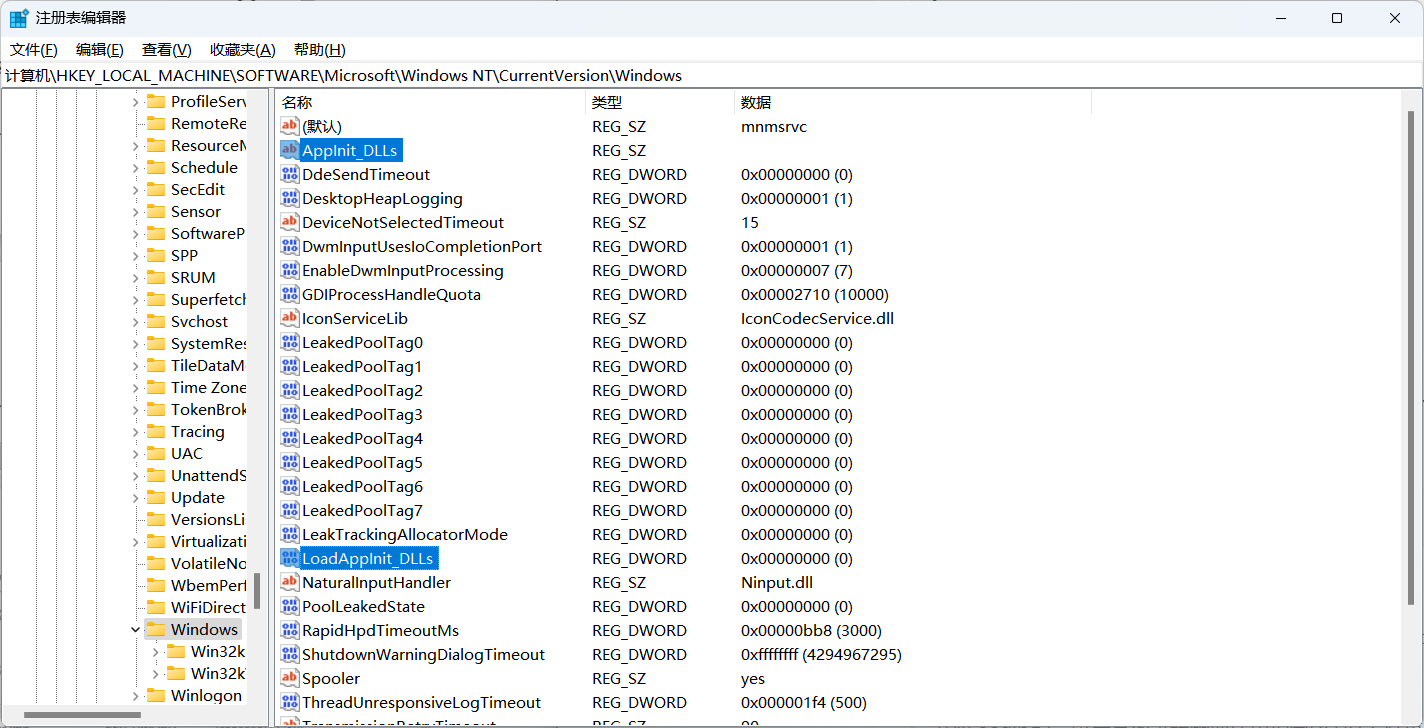 注册表编辑器
文件(F) 编辑(E) 查看(V) 收藏夹(A) 帮助(H)
计算机\HKEY_LOCAL_MACHINE\SOFTWARE\Microsoft\Windows NT\CurrentVersion\Windows
ProfileServ
RemoteRe
ResourceM
Schedule
SecEdit
Sensor
SoftwareP
SPP
SRUM
Superfetch
Svchost
SystemRes
TileDataM
Time Zone
TokenBrok
Tracing
UAC
UnattendS
Update
VersionsLi
Virtualizati
VolatileNo
WbemPerf
WiFiDirect
Windows
Win32k
Win32k
Winlogon
名称 类型 数据
(默认) REG_SZ mnmsrvc
AppInit_DLLs REG_SZ
DdeSendTimeout REG_DWORD 0x00000000 (0)
DesktopHeapLogging REG_DWORD 0x00000001 (1)
DeviceNotSelectedTimeout REG_SZ 15
DwmInputUsesIoCompletionPort REG_DWORD 0x00000001 (1)
EnableDwmInputProcessing REG_DWORD 0x00000007 (7)
GDIProcessHandleQuota REG_DWORD 0x00002710 (10000)
IconServiceLib REG_SZ IconCodecService.dll
LeakedPoolTag0 REG_DWORD 0x00000000 (0)
LeakedPoolTag1 REG_DWORD 0x00000000 (0)
LeakedPoolTag2 REG_DWORD 0x00000000 (0)
LeakedPoolTag3 REG_DWORD 0x00000000 (0)
LeakedPoolTag4 REG_DWORD 0x00000000 (0)
LeakedPoolTag5 REG_DWORD 0x00000000 (0)
LeakedPoolTag6 REG_DWORD 0x00000000 (0)
LeakedPoolTag7 REG_DWORD 0x00000000 (0)
LeakTrackingAllocatorMode REG_DWORD 0x00000000 (0)
LoadAppInit_DLLs REG_DWORD 0x00000000 (0)
NaturalInputHandler REG_SZ Ninput.dll
PoolLeakedState REG_DWORD 0x00000000 (0)
RapidHpdTimeoutMs REG_DWORD 0x00000bb8 (3000)
ShutdownWarningDialogTimeout REG_DWORD 0xffffffff (4294967295)
Spooler REG_SZ yes
ThreadUnresponsiveLogTimeout REG_DWORD 0x000001f4 (500)
TransmissionRetryTimeout REG_SZ 90